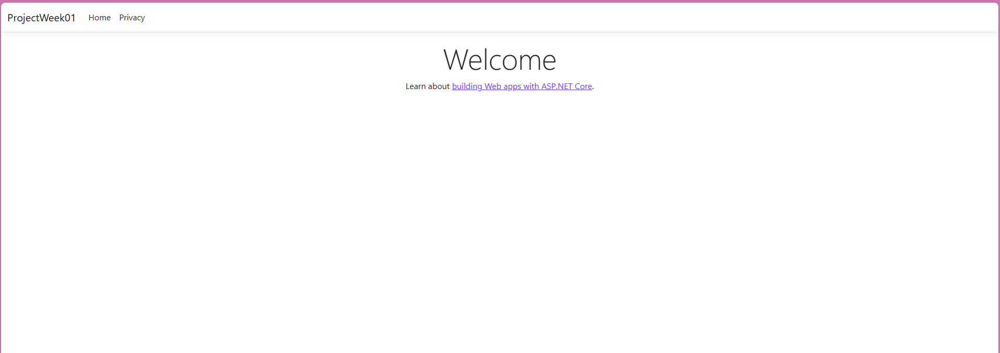 ProjectWeek01 Home Privacy
Welcome
Learn about building Web apps with ASP.NET Core.